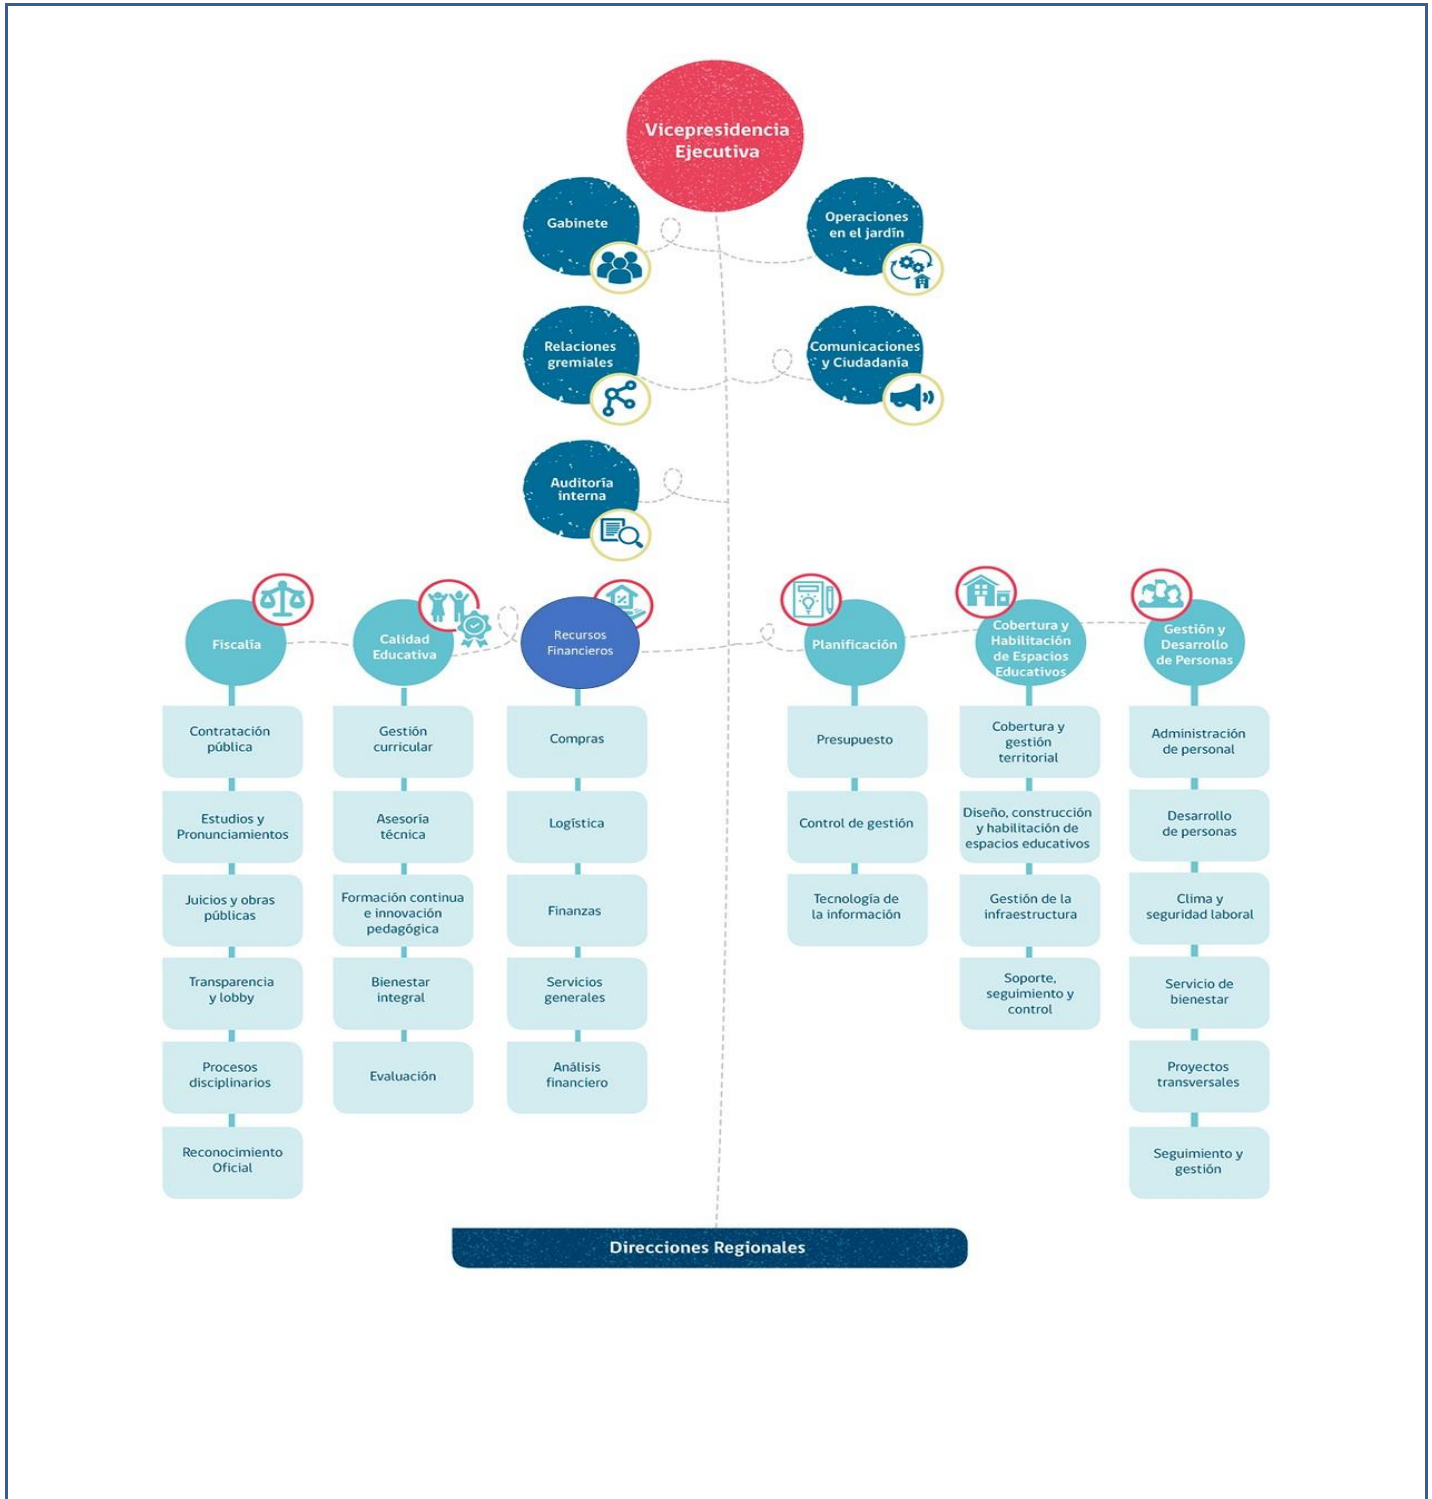 Vicepresidencia
Ejecutiva
Gabinete
Operaciones
en el jardín
Relaciones
gremiales
Comunicaciones
y Ciudadanía
Auditoría
interna
Fiscalía
Contratación
pública
Estudios y
Pronunciamientos
Juicios y obras
públicas
Transparencia
y lobby
Procesos
disciplinarios
Reconocimiento
Oficial
Calidad
Educativa
Gestión
curricular
Asesoría
técnica
Formación continua
e innovación
pedagógica
Bienestar
integral
Evaluación
Recursos
Financieros
Compras
Logística
Finanzas
Servicios
generales
Análisis
financiero
Planificación
Presupuesto
Control de gestión
Tecnología de
la información
Cobertura y
Habilitación
de Espacios
Educativos
Cobertura y
gestión
territorial
Diseño, construcción
y habilitación de
espacios educativos
Gestión de la
infraestructura
Soporte,
seguimiento y
control
Gestión y
Desarrollo
de Personas
Administración
de personal
Desarrollo
de personas
Clima y
seguridad laboral
Servicio de
bienestar
Proyectos
transversales
Seguimiento y
gestión
Direcciones Regionales